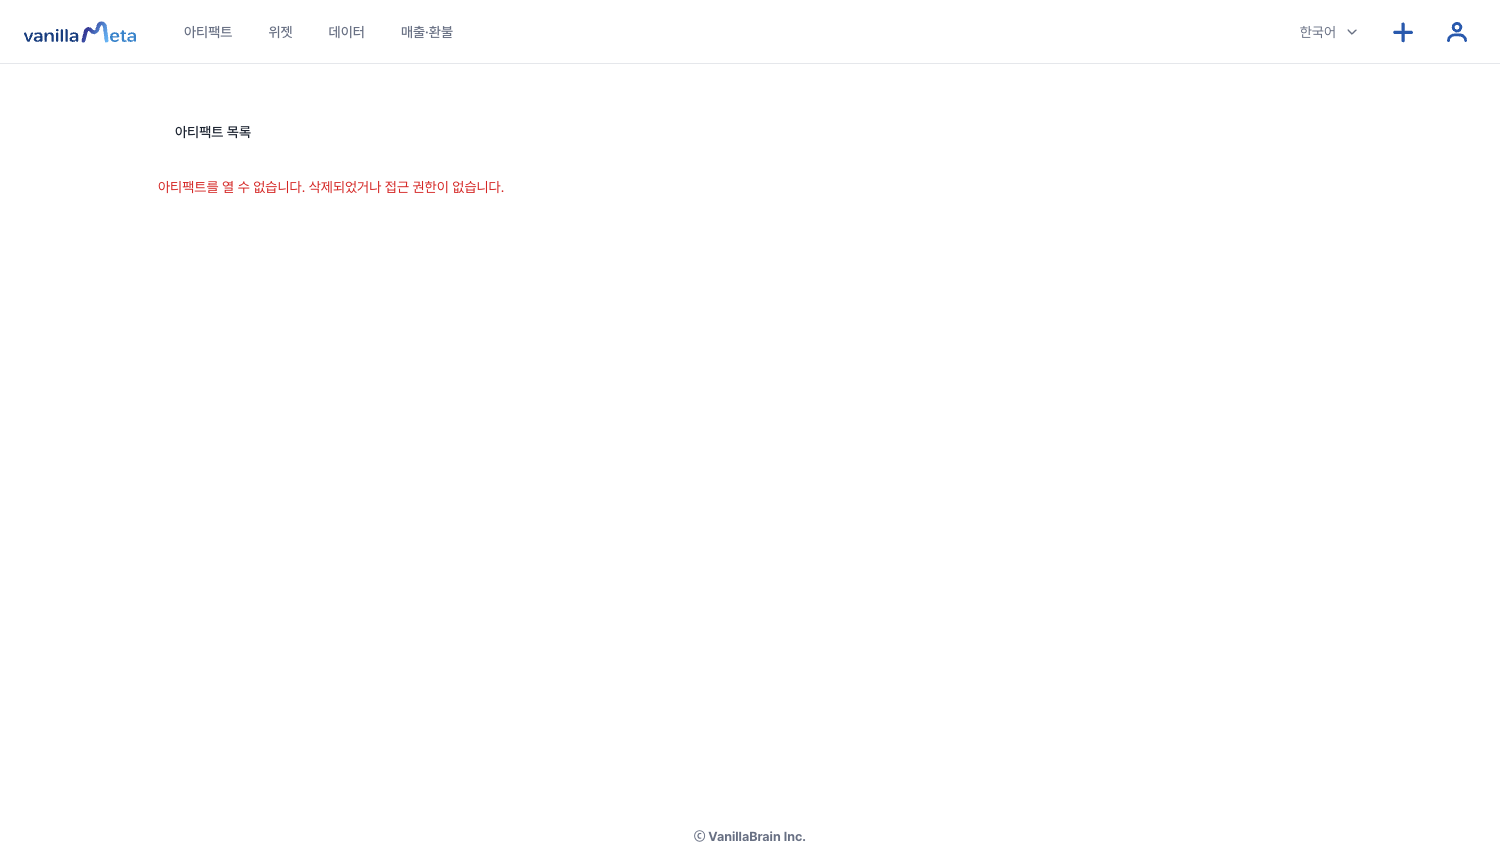 vanilla Meta
아티팩트
위젯
데이터
매출·환불
한국어
아티팩트 목록
아티팩트를 열 수 없습니다. 삭제되었거나 접근 권한이 없습니다.
ⓒ VanillaBrain Inc.